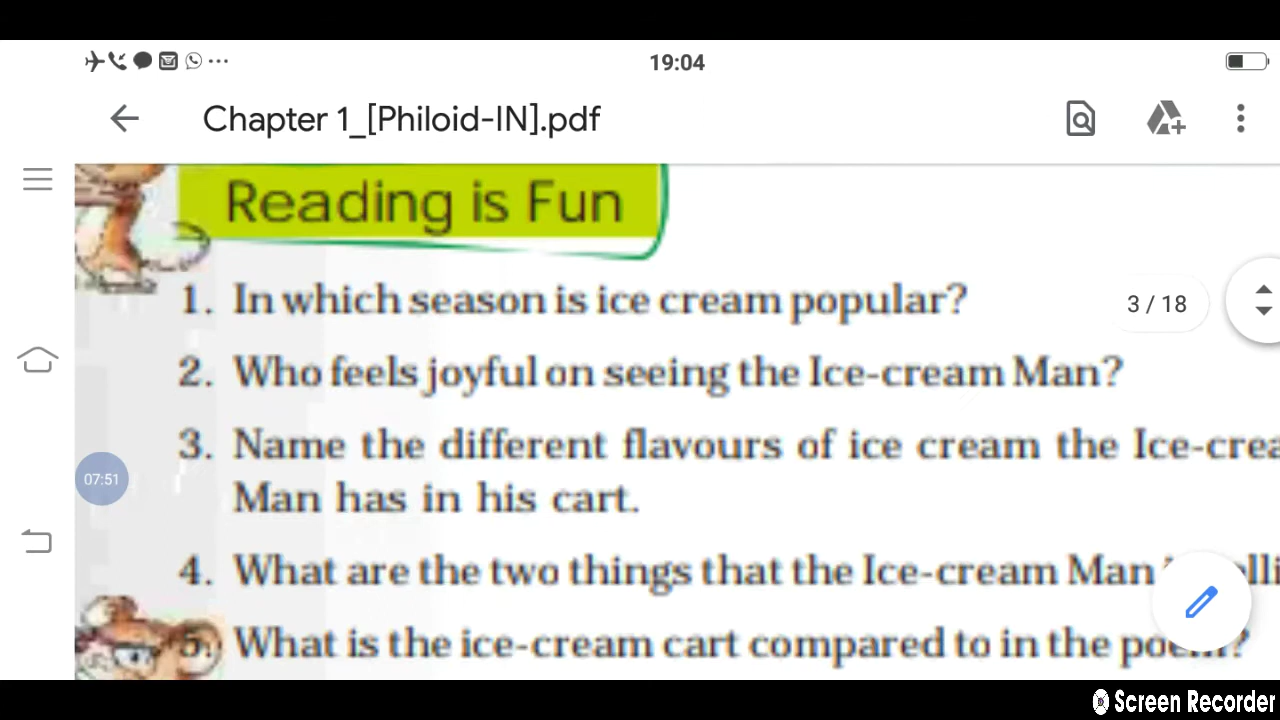 19:04
Chapter 1_[Philoid-IN].pdf
Reading is Fun
1. In which season is ice cream popular?
3 / 18
2. Who feels joyful on seeing the Ice-cream Man?
3. Name the different flavours of ice cream the Ice-crea
Man has in his cart.
07:51
4. What are the two things that the Ice-cream Man
5. What is the ice-cream cart compared to in the poem?
Screen Recorder